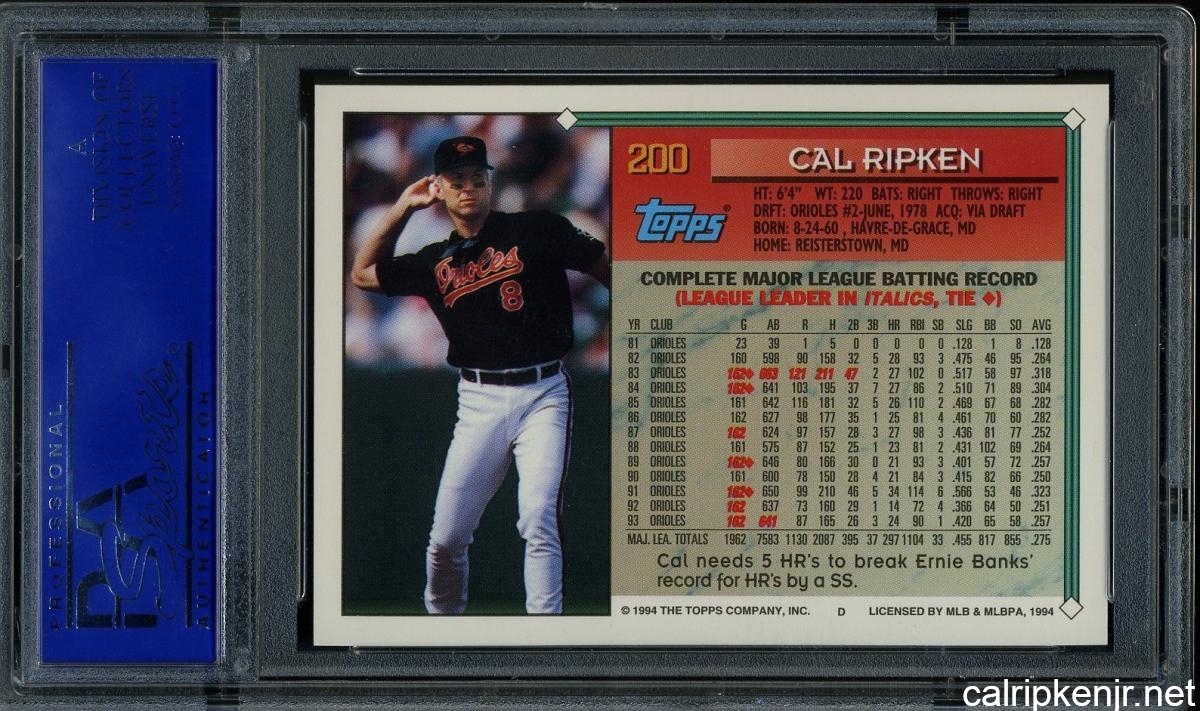 A
DIVISION OF
COLLECTORS
UNIVERSE
PROFESSIONAL
PSA
Sports
AUTHENTICATOR
Orioles
8
200
CAL RIPKEN
topps®
HT: 6'4" WT: 220 BATS: RIGHT THROWS: RIGHT
DRFT: ORIOLES #2-JUNE, 1978 ACQ: VIA DRAFT
BORN: 8-24-60 , HAVRE-DE-GRACE, MD
HOME: REISTERSTOWN, MD
COMPLETE MAJOR LEAGUE BATTING RECORD
(LEAGUE LEADER IN ITALICS, TIE ◆)
YR CLUB G AB R H 2B 3B HR RBI SB SLG BB SO AVG
81 ORIOLES 23 39 1 5 0 0 0 0 0 .128 1 8 .128
82 ORIOLES 160 598 90 158 32 5 28 93 3 .475 46 95 .264
83 ORIOLES 162◆ 663 121 211 47 2 27 102 0 .517 58 97 .318
84 ORIOLES 162◆ 641 103 195 37 7 27 86 2 .510 71 89 .304
85 ORIOLES 161 642 116 181 32 5 26 110 2 .469 67 68 .282
86 ORIOLES 162 627 98 177 35 1 25 81 4 .461 70 60 .282
87 ORIOLES 162 624 97 157 28 3 27 98 3 .436 81 77 .252
88 ORIOLES 161 575 87 152 25 1 23 81 2 .431 102 69 .264
89 ORIOLES 162◆ 646 80 166 30 0 21 93 3 .401 57 72 .257
90 ORIOLES 161 600 78 150 28 4 21 84 3 .415 82 66 .250
91 ORIOLES 162◆ 650 99 210 46 5 34 114 6 .566 53 46 .323
92 ORIOLES 162 637 73 160 29 1 14 72 4 .366 64 50 .251
93 ORIOLES 162 641 87 165 26 3 24 90 1 .420 65 58 .257
MAJ. LEA. TOTALS 1962 7583 1130 2087 395 37 297 1104 33 .455 817 855 .275
Cal needs 5 HR's to break Ernie Banks'
record for HR's by a SS.
© 1994 THE TOPPS COMPANY, INC. D LICENSED BY MLB & MLBPA, 1994
calripkenjr.net